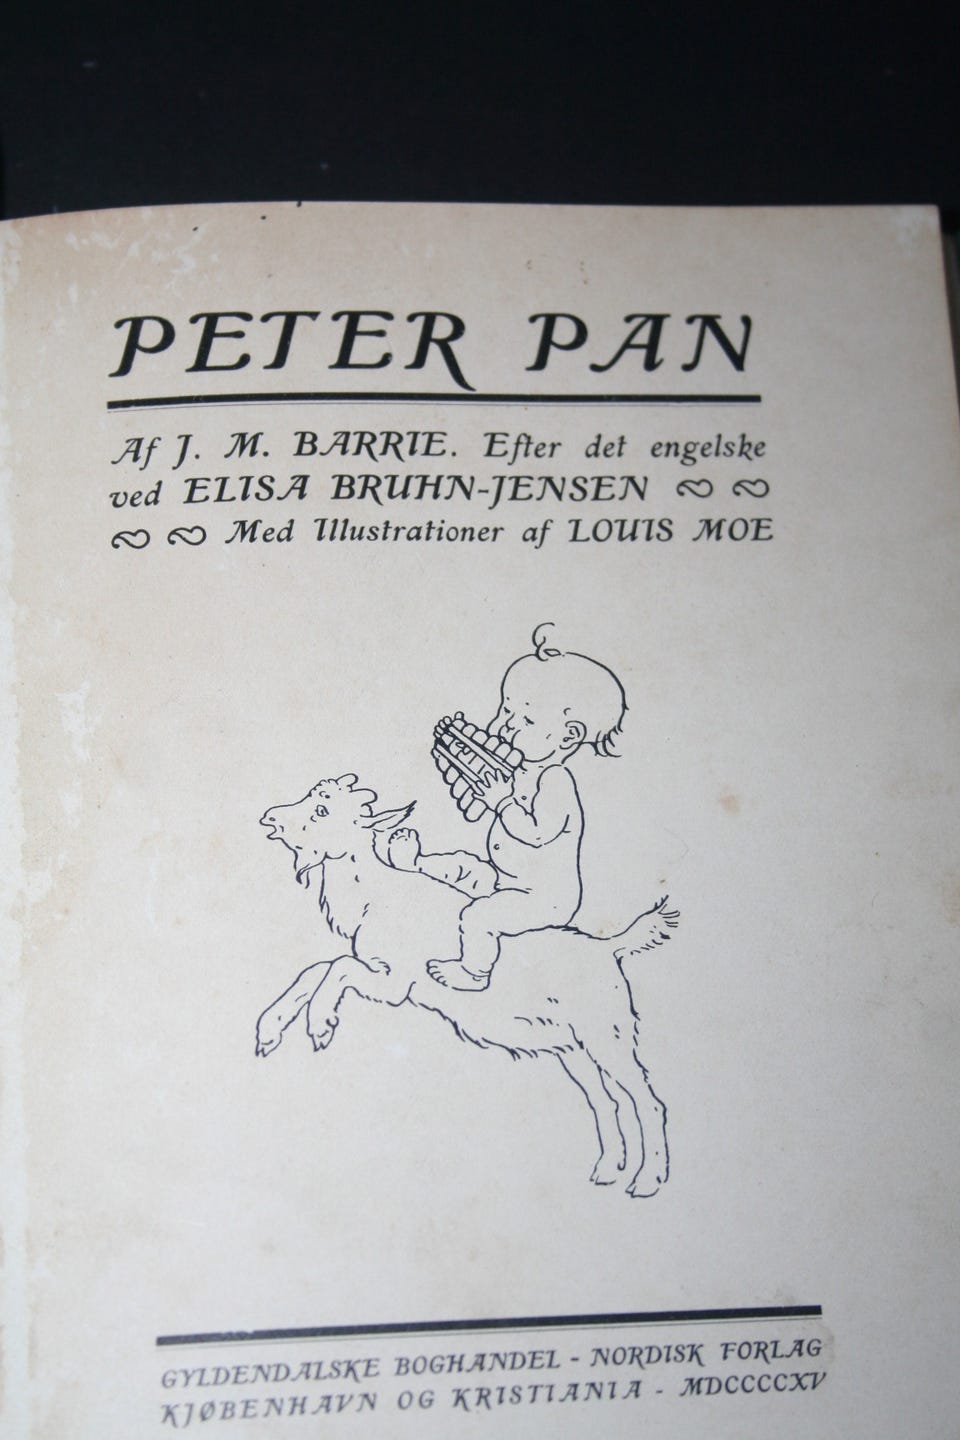 PETER PAN
Af J. M. BARRIE. Efter det engelske
ved ELISA BRUHN-JENSEN
Med Illustrationer af LOUIS MOE
GYLDENDALSKE BOGHANDEL - NORDISK FORLAG
KJØBENHAVN OG KRISTIANIA - MDCCCCXV